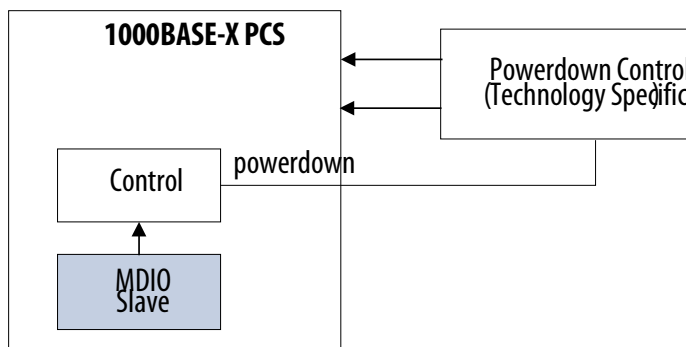 1000BASE-X PCS
Powerdown Control
(Technology Specific)
powerdown
Control
MDIO
Slave